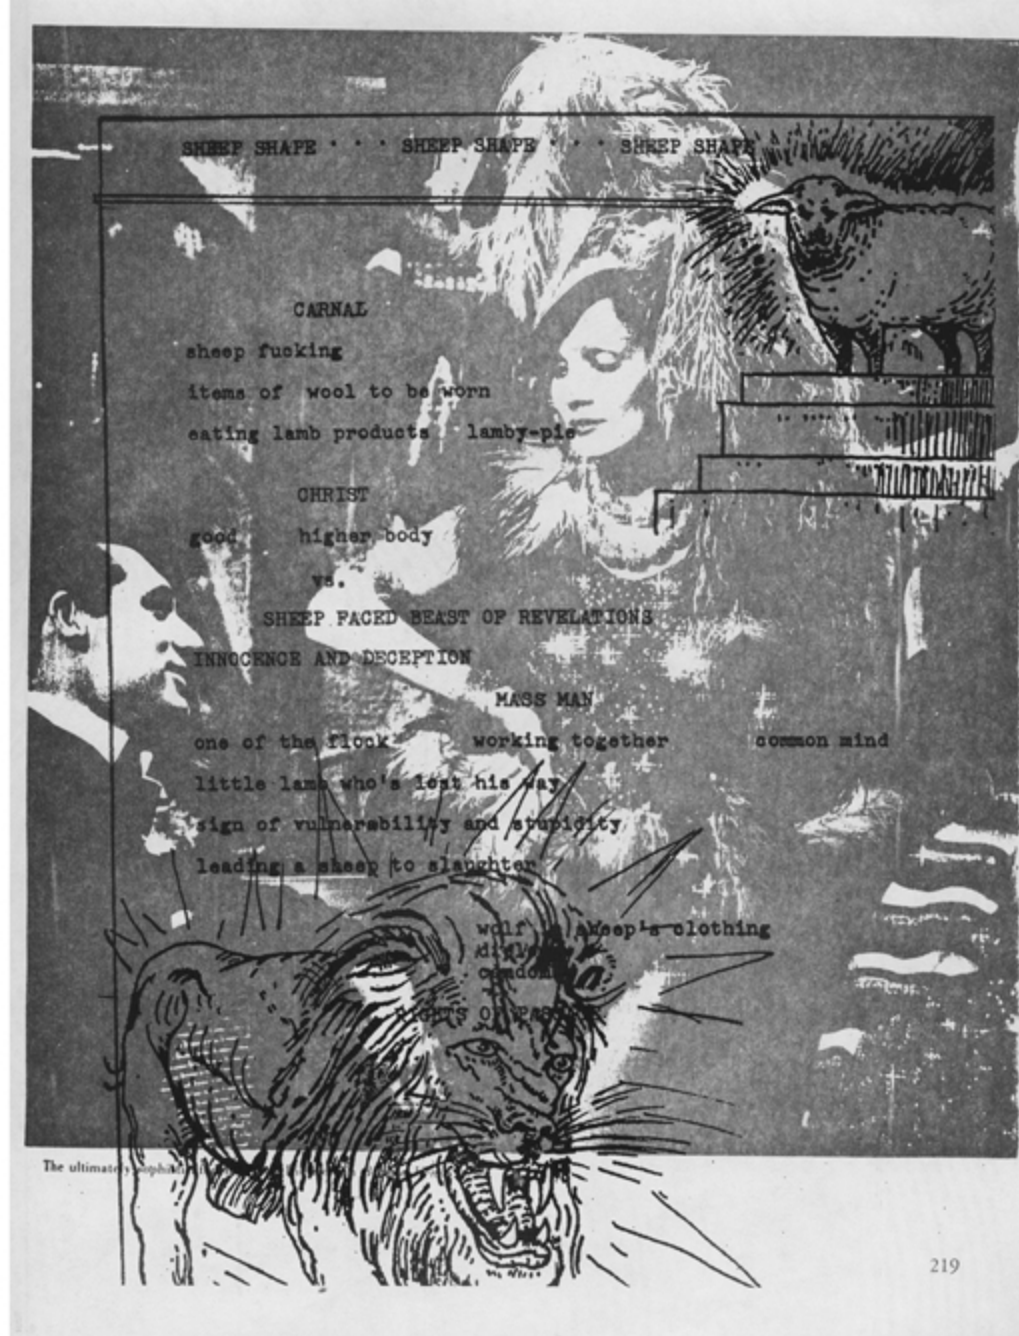 SHEEP SHAPE · · · SHEEP SHAPE · · · SHEEP SHAPE
CARNAL
sheep fucking
items of wool to be worn
eating lamb products lamby-pie
CHRIST
good higher body
vs.
SHEEP FACED BEAST OF REVELATIONS
INNOCENCE AND DECEPTION
MASS MAN
one of the flock working together common mind
little lamb who's lost his way
sign of vulnerability and stupidity
leading a sheep to slaughter
wolf sheep's clothing
RIGHTS OF
The ultimate
219